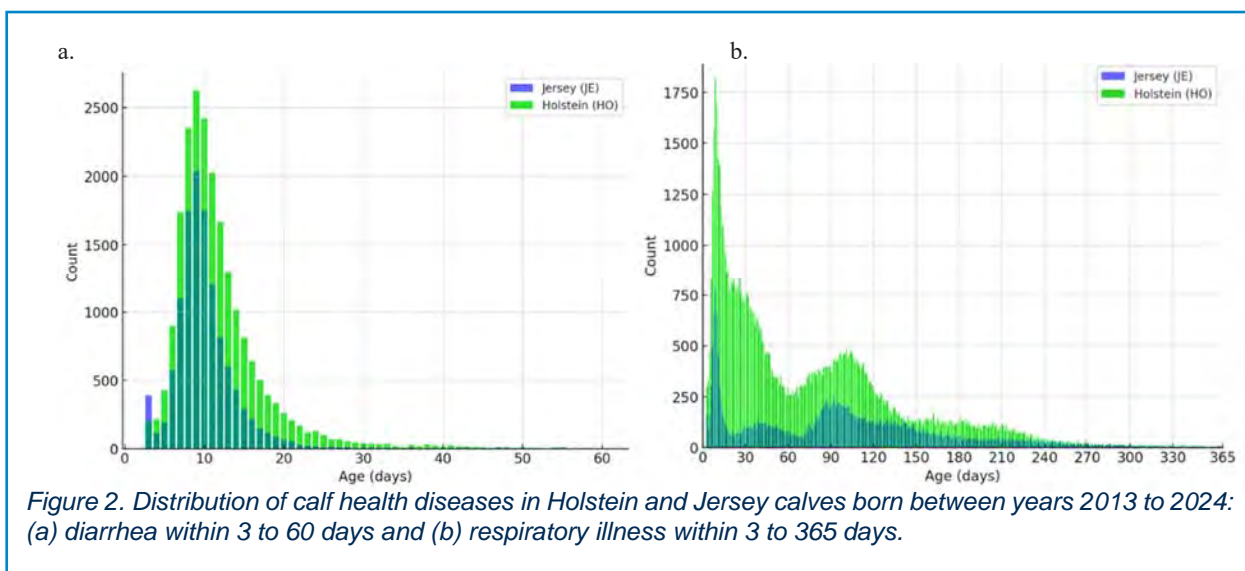 a.
b.
Jersey (JE)
Holstein (HO)
2500
2000
1500
1000
500
0
Count
0 10 20 30 40 50 60
Age (days)
Jersey (JE)
Holstein (HO)
1750
1500
1250
1000
750
500
250
0
Count
0 30 60 90 120 150 180 210 240 270 300 330 365
Age (days)
Figure 2. Distribution of calf health diseases in Holstein and Jersey calves born between years 2013 to 2024:
(a) diarrhea within 3 to 60 days and (b) respiratory illness within 3 to 365 days.